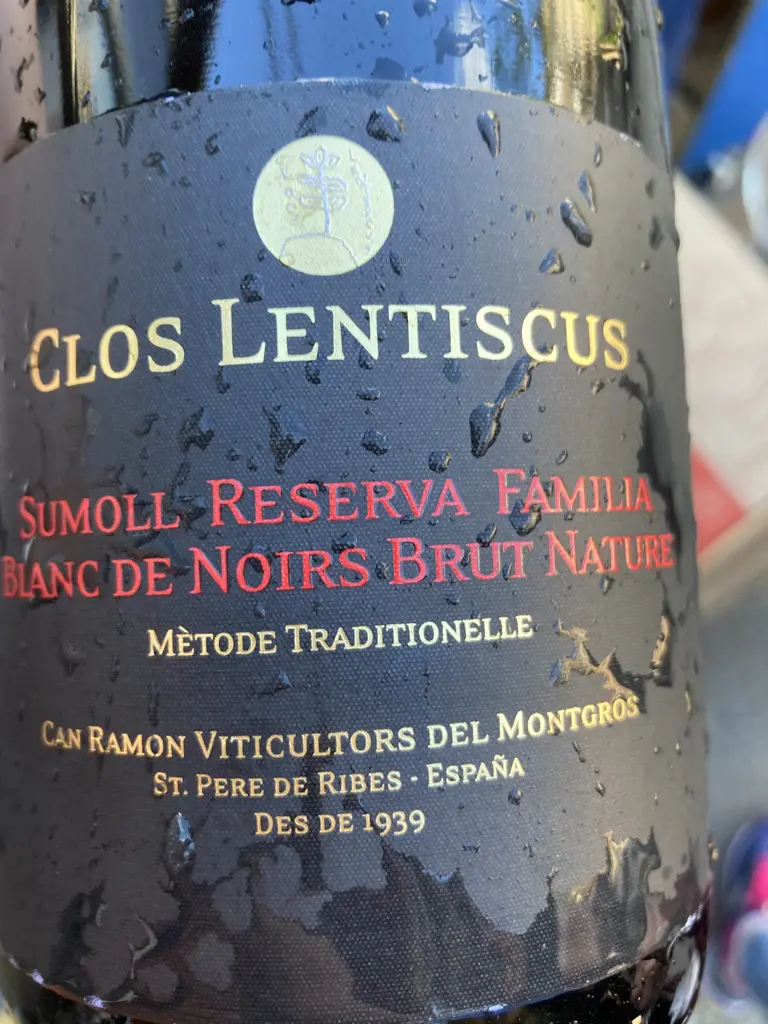 CLOS LENTISCUS
SUMOLL RESERVA FAMILIA
BLANC DE NOIRS BRUT NATURE
MÈTODE TRADITIONELLE
CAN RAMON VITICULTORS DEL MONTGROS
ST. PERE DE RIBES · ESPAÑA
DES DE 1939